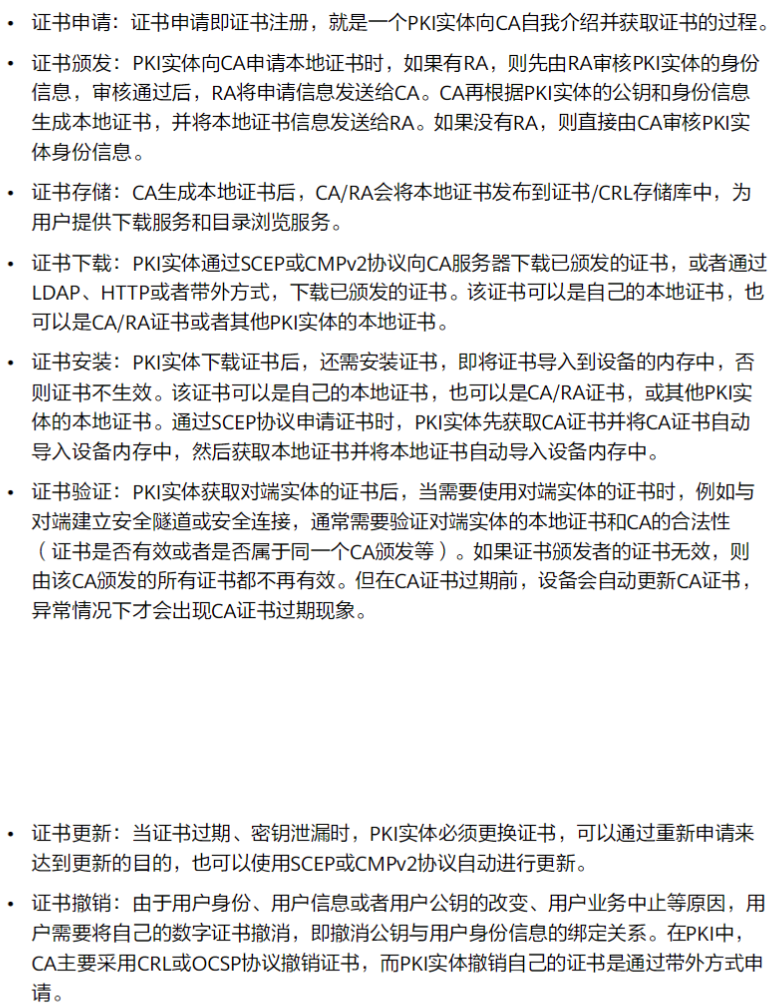 • 证书申请：证书申请即证书注册，就是一个PKI实体向CA自我介绍并获取证书的过程。
• 证书颁发：PKI实体向CA申请本地证书时，如果有RA，则先由RA审核PKI实体的身份
信息，审核通过后，RA将申请信息发送给CA。CA再根据PKI实体的公钥和身份信息
生成本地证书，并将本地证书信息发送给RA。如果没有RA，则直接由CA审核PKI实
体身份信息。
• 证书存储：CA生成本地证书后，CA/RA会将本地证书发布到证书/CRL存储库中，为
用户提供下载服务和目录浏览服务。
• 证书下载：PKI实体通过SCEP或CMPv2协议向CA服务器下载已颁发的证书，或者通过
LDAP、HTTP或者带外方式，下载已颁发的证书。该证书可以是自己的本地证书，也
可以是CA/RA证书或者其他PKI实体的本地证书。
• 证书安装：PKI实体下载证书后，还需安装证书，即将证书导入到设备的内存中，否
则证书不生效。该证书可以是自己的本地证书，也可以是CA/RA证书，或其他PKI实
体的本地证书。通过SCEP协议申请证书时，PKI实体先获取CA证书并将CA证书自动
导入设备内存中，然后获取本地证书并将本地证书自动导入设备内存中。
• 证书验证：PKI实体获取对端实体的证书后，当需要使用对端实体的证书时，例如与
对端建立安全隧道或安全连接，通常需要验证对端实体的本地证书和CA的合法性
（证书是否有效或者是否属于同一个CA颁发等）。如果证书颁发者的证书无效，则
由该CA颁发的所有证书都不再有效。但在CA证书过期前，设备会自动更新CA证书，
异常情况下才会出现CA证书过期现象。
• 证书更新：当证书过期、密钥泄漏时，PKI实体必须更换证书，可以通过重新申请来
达到更新的目的，也可以使用SCEP或CMPv2协议自动进行更新。
• 证书撤销：由于用户身份、用户信息或者用户公钥的改变、用户业务中止等原因，用
户需要将自己的数字证书撤消，即撤消公钥与用户身份信息的绑定关系。在PKI中，
CA主要采用CRL或OCSP协议撤销证书，而PKI实体撤销自己的证书是通过带外方式申
请。